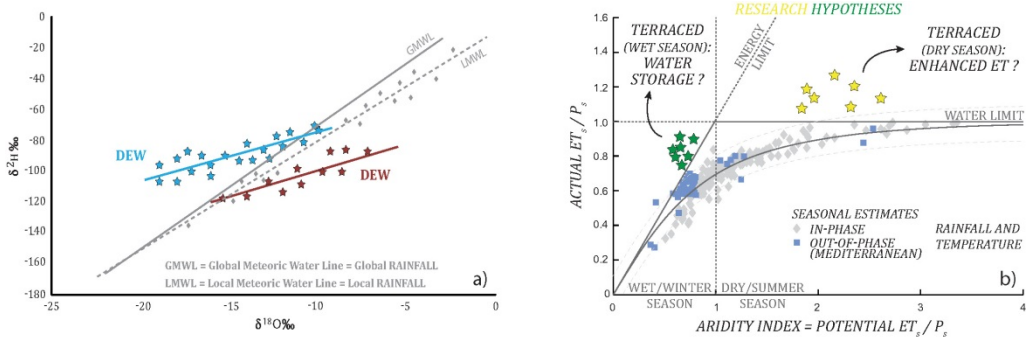 a)
0
-20
-40
-60
-80
-100
-120
-140
-160
-180
δ²H ‰
-25
-20
-15
-10
-5
0
δ¹⁸O‰
GMWL
LMWL
DEW
DEW
GMWL = Global Meteoric Water Line = Global RAINFALL
LMWL = Local Meteoric Water Line = Local RAINFALL
b)
RESEARCH HYPOTHESES
1.6
1.4
1.2
1.0
0.8
0.6
0.4
0.2
0
ACTUAL ETs / Ps
TERRACED
(WET SEASON):
WATER
STORAGE ?
ENERGY
LIMIT
TERRACED
(DRY SEASON):
ENHANCED ET ?
WATER LIMIT
SEASONAL ESTIMATES
IN-PHASE
OUT-OF-PHASE
(MEDITERRANEAN)
RAINFALL AND
TEMPERATURE
WET/WINTER
SEASON
DRY/SUMMER
SEASON
0
1
2
3
4
ARIDITY INDEX = POTENTIAL ETs / Ps